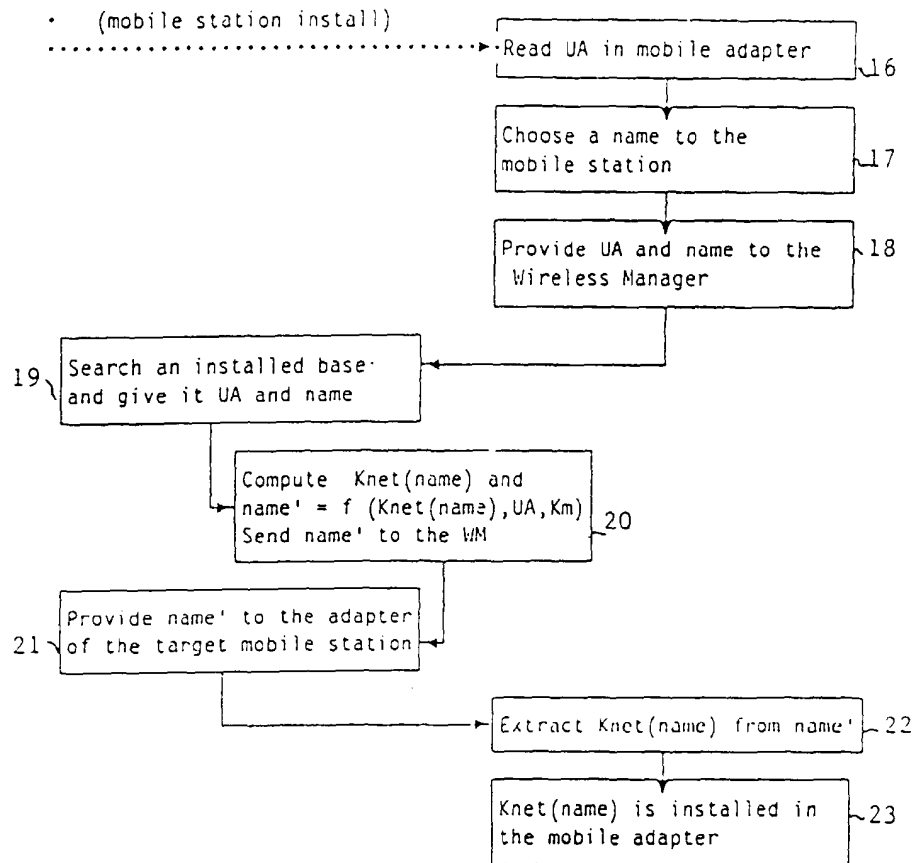 (mobile station install)
Read UA in mobile adapter
16
Choose a name to the
mobile station
17
Provide UA and name to the
Wireless Manager
18
19
Search an installed base
and give it UA and name
Compute Knet(name) and
name' = f (Knet(name),UA,Km)
Send name' to the WM
20
21
Provide name' to the adapter
of the target mobile station
Extract Knet(name) from name'
22
Knet(name) is installed in
the mobile adapter
23